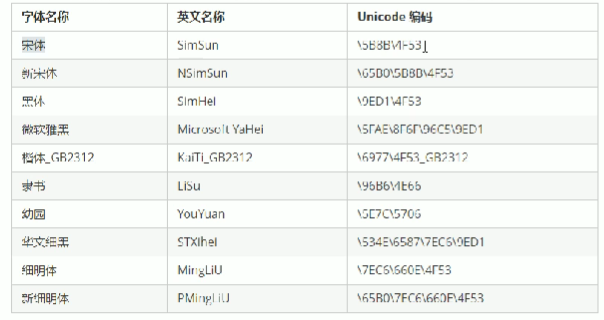 字体名称 英文名称 Unicode 编码
宋体 SimSun \5B8B\4F53
新宋体 NSimSun \65B0\5B8B\4F53
黑体 SimHei \9ED1\4F53
微软雅黑 Microsoft YaHei \5FAE\8F6F\96C5\9ED1
楷体_GB2312 KaiTi_GB2312 \6977\4F53_GB2312
隶书 LiSu \96B6\4E66
幼园 YouYuan \5E7C\5706
华文细黑 STXihei \534E\6587\7EC6\9ED1
细明体 MingLiU \7EC6\660E\4F53
新细明体 PMingLiU \65B0\7EC6\660E\4F53